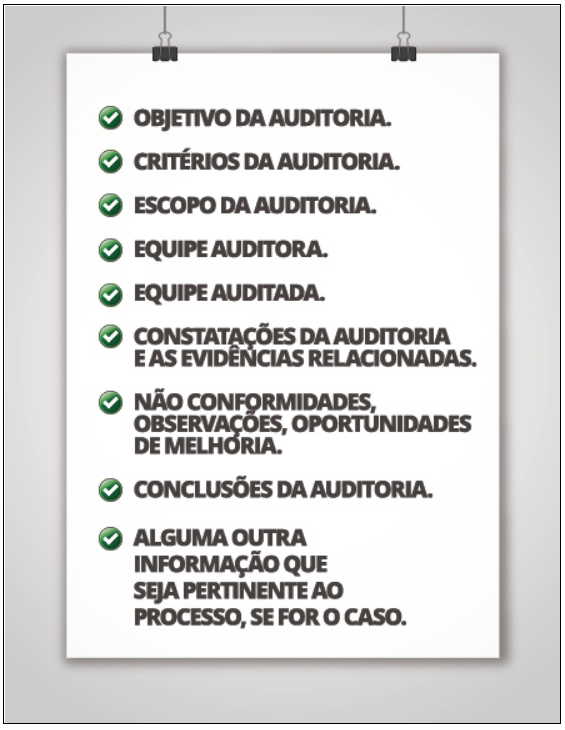 OBJETIVO DA AUDITORIA.
CRITÉRIOS DA AUDITORIA.
ESCOPO DA AUDITORIA.
EQUIPE AUDITORA.
EQUIPE AUDITADA.
CONSTATAÇÕES DA AUDITORIA
E AS EVIDÊNCIAS RELACIONADAS.
NÃO CONFORMIDADES,
OBSERVAÇÕES, OPORTUNIDADES
DE MELHORIA.
CONCLUSÕES DA AUDITORIA.
ALGUMA OUTRA
INFORMAÇÃO QUE
SEJA PERTINENTE AO
PROCESSO, SE FOR O CASO.